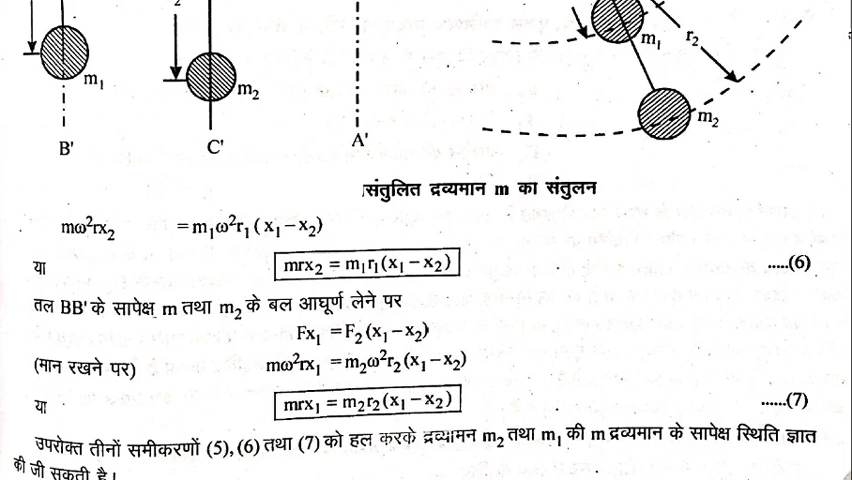 2
m₁
m₂
r₂
m₁
m₂
B'
C'
A'
संतुलित द्रव्यमान m का संतुलन
mω²rx₂ = m₁ω²r₁(x₁−x₂)
या mrx₂ = m₁r₁(x₁−x₂) .....(6)
तल BB' के सापेक्ष m तथा m₂ के बल आघूर्ण लेने पर
Fx₁ = F₂(x₁−x₂)
(मान रखने पर) mω²rx₁ = m₂ω²r₂(x₁−x₂)
या mrx₁ = m₂r₂(x₁−x₂) ......(7)
उपरोक्त तीनों समीकरणों (5),(6) तथा (7) को हल करके द्रव्यामन m₂ तथा m₁ की m द्रव्यमान के सापेक्ष स्थिति ज्ञात
की जी सकती है।